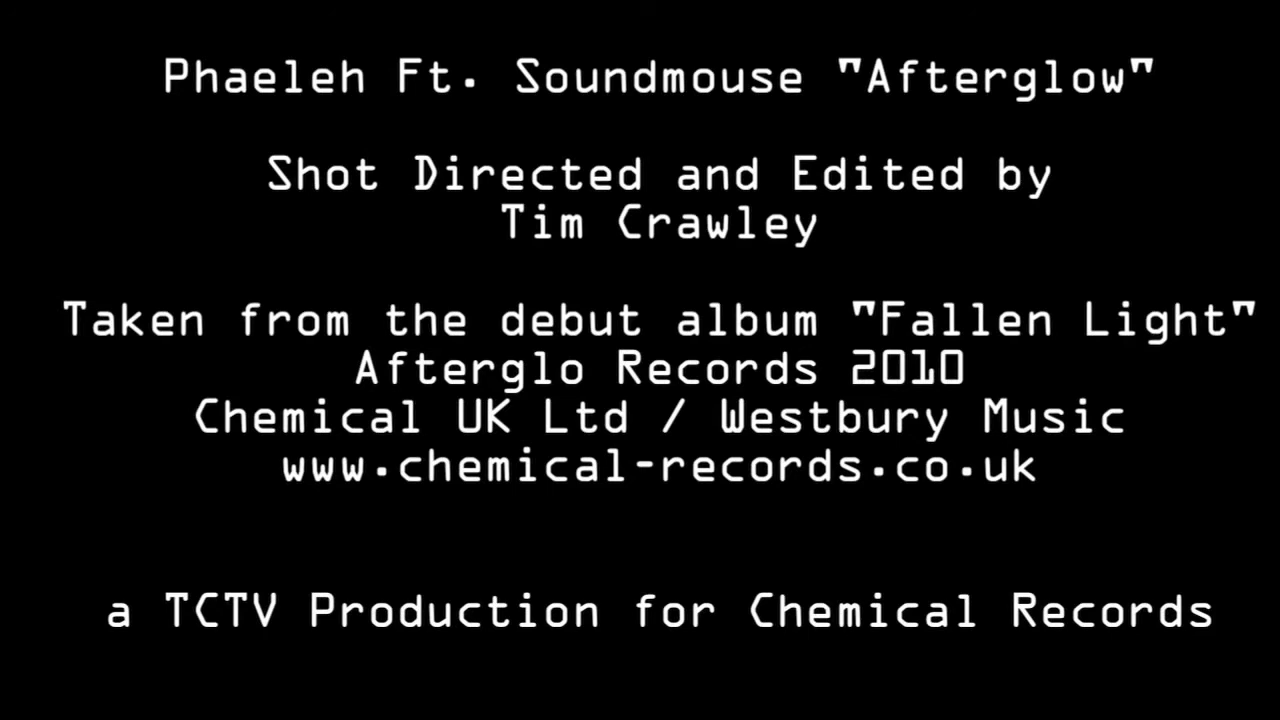 Phaeleh Ft. Soundmouse "Afterglow"
Shot Directed and Edited by
Tim Crawley
Taken from the debut album "Fallen Light"
Afterglo Records 2010
Chemical UK Ltd / Westbury Music
www.chemical-records.co.uk
a TCTV Production for Chemical Records